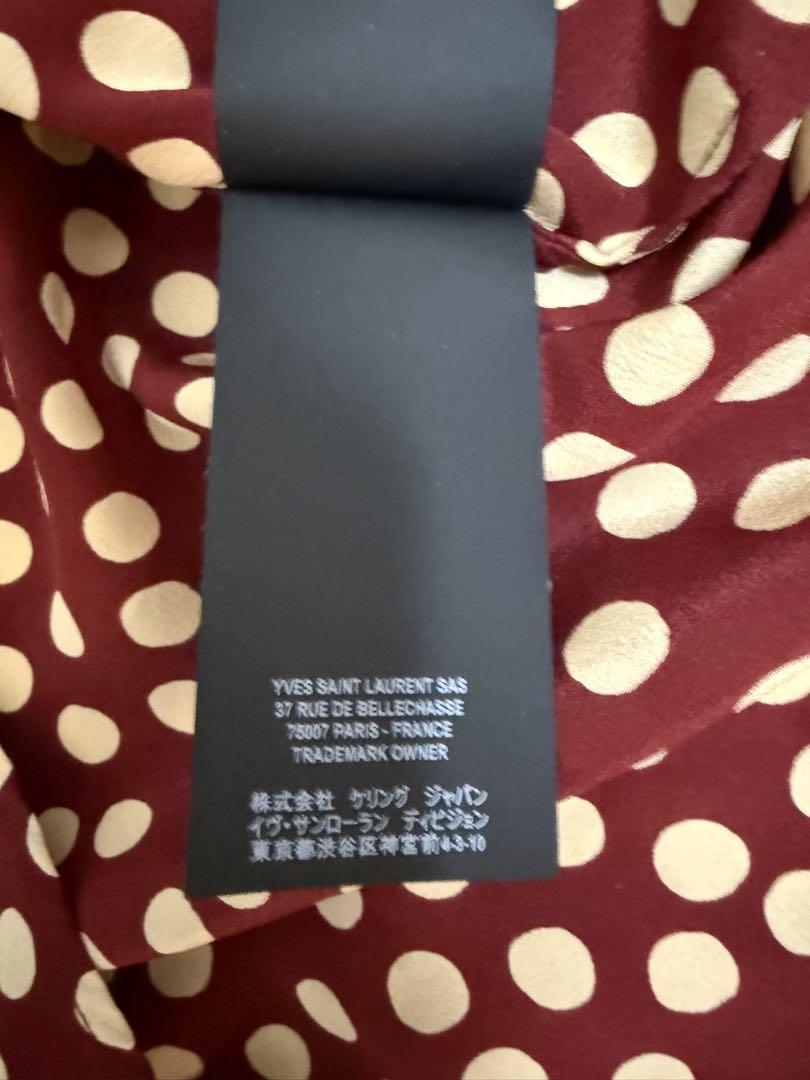 YVES SAINT LAURENT SAS
37 RUE DE BELLECHASSE
75007 PARIS - FRANCE
TRADEMARK OWNER
株式会社 ケリング ジャパン
イヴ・サンローラン ディビジョン
東京都渋谷区神宮前4-3-10